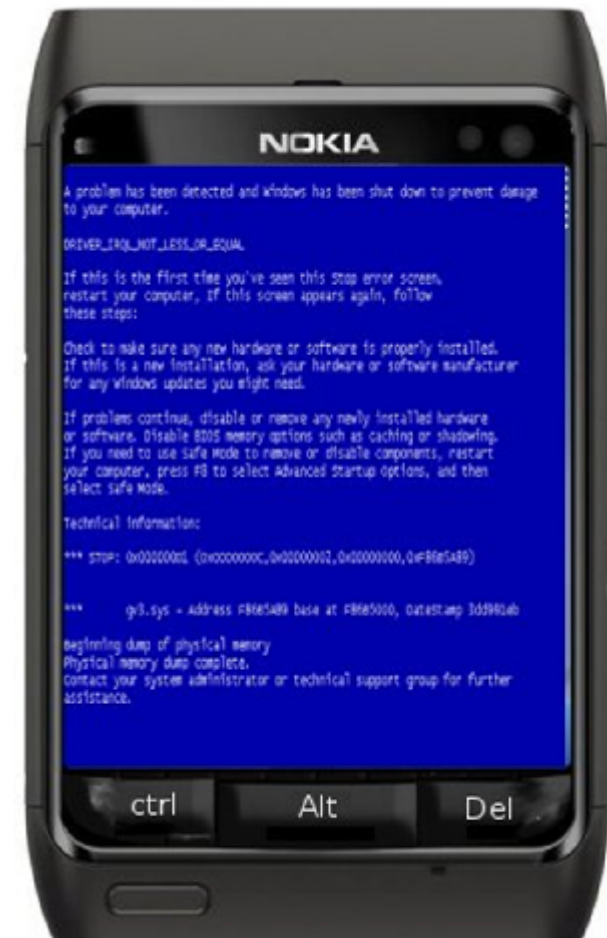 NOKIA
A problem has been detected and Windows has been shut down to prevent damage
to your computer.
DRIVER_IRQL_NOT_LESS_OR_EQUAL
If this is the first time you've seen this Stop error screen,
restart your computer, If this screen appears again, follow
these steps:
Check to make sure any new hardware or software is properly installed.
If this is a new installation, ask your hardware or software manufacturer
for any Windows updates you might need.
If problems continue, disable or remove any newly installed hardware
or software. Disable BIOS memory options such as caching or shadowing.
If you need to use Safe Mode to remove or disable components, restart
your computer, press F8 to select Advanced Startup Options, and then
select Safe Mode.
Technical information:
*** STOP: 0x000000D1 (0x0000000C,0x00000002,0x00000000,0xF86B5A89)
*** gv3.sys - Address F86B5A89 base at F86B5000, DateStamp 3dd991eb
Beginning dump of physical memory
Physical memory dump complete.
Contact your system administrator or technical support group for further
assistance.
ctrl Alt Del